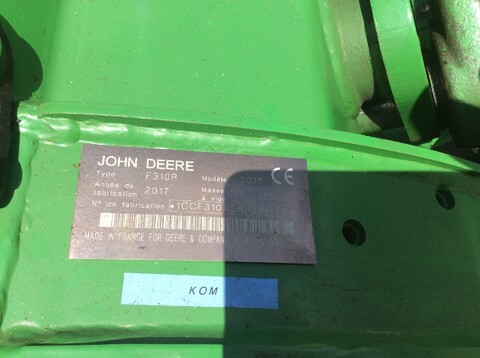 JOHN DEERE
Type F310R Modèle 2017 CE
Année de fabrication 2017 Masse
à vide
N° de fabrication
MADE IN FRANCE FOR DEERE & COMPANY
KOM